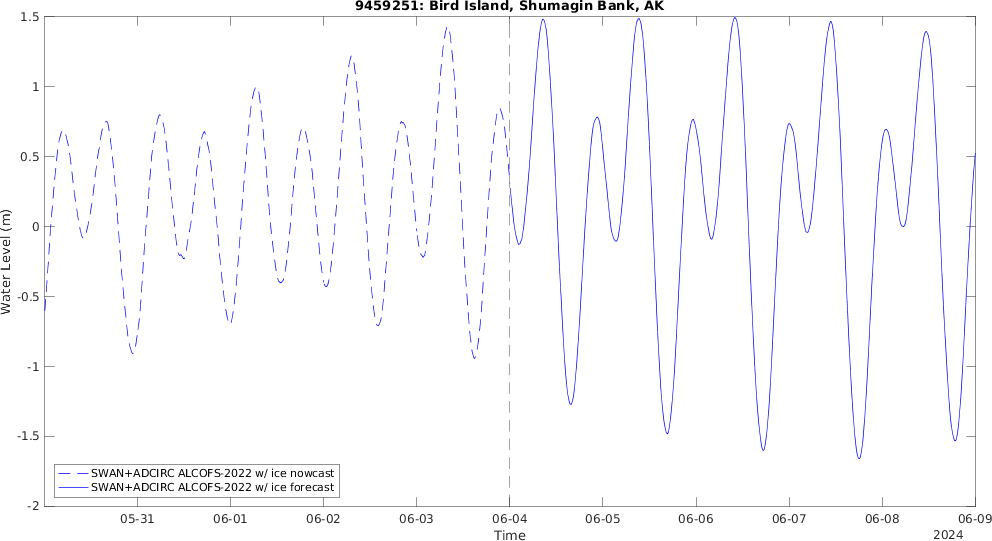 9459251: Bird Island, Shumagin Bank, AK
Water Level (m)
1.5
1
0.5
0
-0.5
-1
-1.5
-2
SWAN+ADCIRC ALCOFS-2022 w/ ice nowcast
SWAN+ADCIRC ALCOFS-2022 w/ ice forecast
05-31 06-01 06-02 06-03 06-04 06-05 06-06 06-07 06-08 06-09
Time
2024